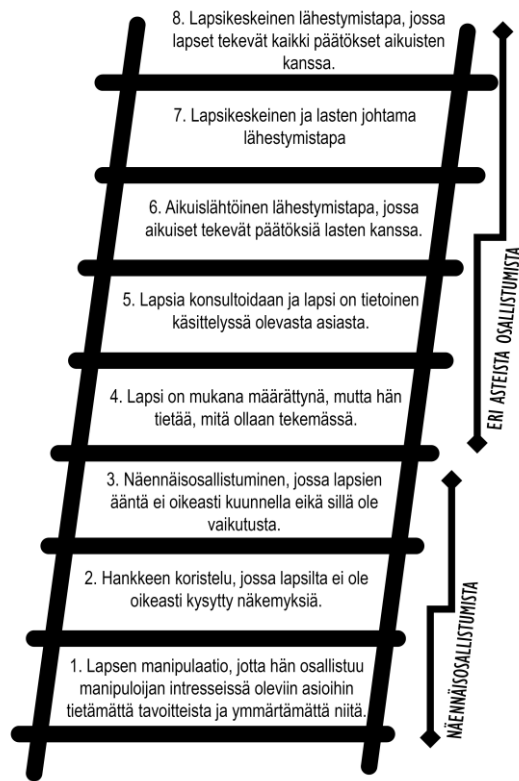 8. Lapsikeskeinen lähestymistapa, jossa
lapset tekevät kaikki päätökset aikuisten
kanssa.
7. Lapsikeskeinen ja lasten johtama
lähestymistapa
6. Aikuislähtöinen lähestymistapa, jossa
aikuiset tekevät päätöksiä lasten kanssa.
5. Lapsia konsultoidaan ja lapsi on tietoinen
käsittelyssä olevasta asiasta.
4. Lapsi on mukana määrättynä, mutta hän
tietää, mitä ollaan tekemässä.
3. Näennäisosallistuminen, jossa lapsien
ääntä ei oikeasti kuunnella eikä sillä ole
vaikutusta.
2. Hankkeen koristelu, jossa lapsilta ei ole
oikeasti kysytty näkemyksiä.
1. Lapsen manipulaatio, jotta hän osallistuu
manipuloijan intresseissä oleviin asioihin
tietämättä tavoitteista ja ymmärtämättä niitä.
ERI ASTEISTA OSALLISTUMISTA
NÄENNÄISOSALLISTUMISTA